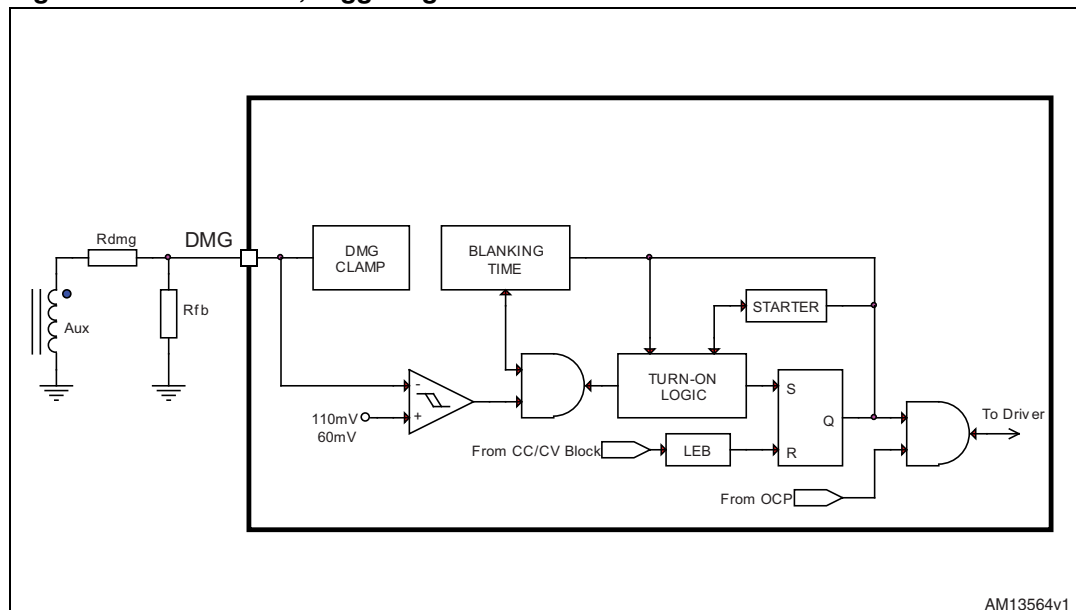 DMG
Rdmg
Rfb
Aux
DMG
CLAMP
BLANKING
TIME
STARTER
TURN-ON
LOGIC
-
+
110mV
60mV
S
Q
R
From CC/CV Block
LEB
From OCP
To Driver
AM13564v1